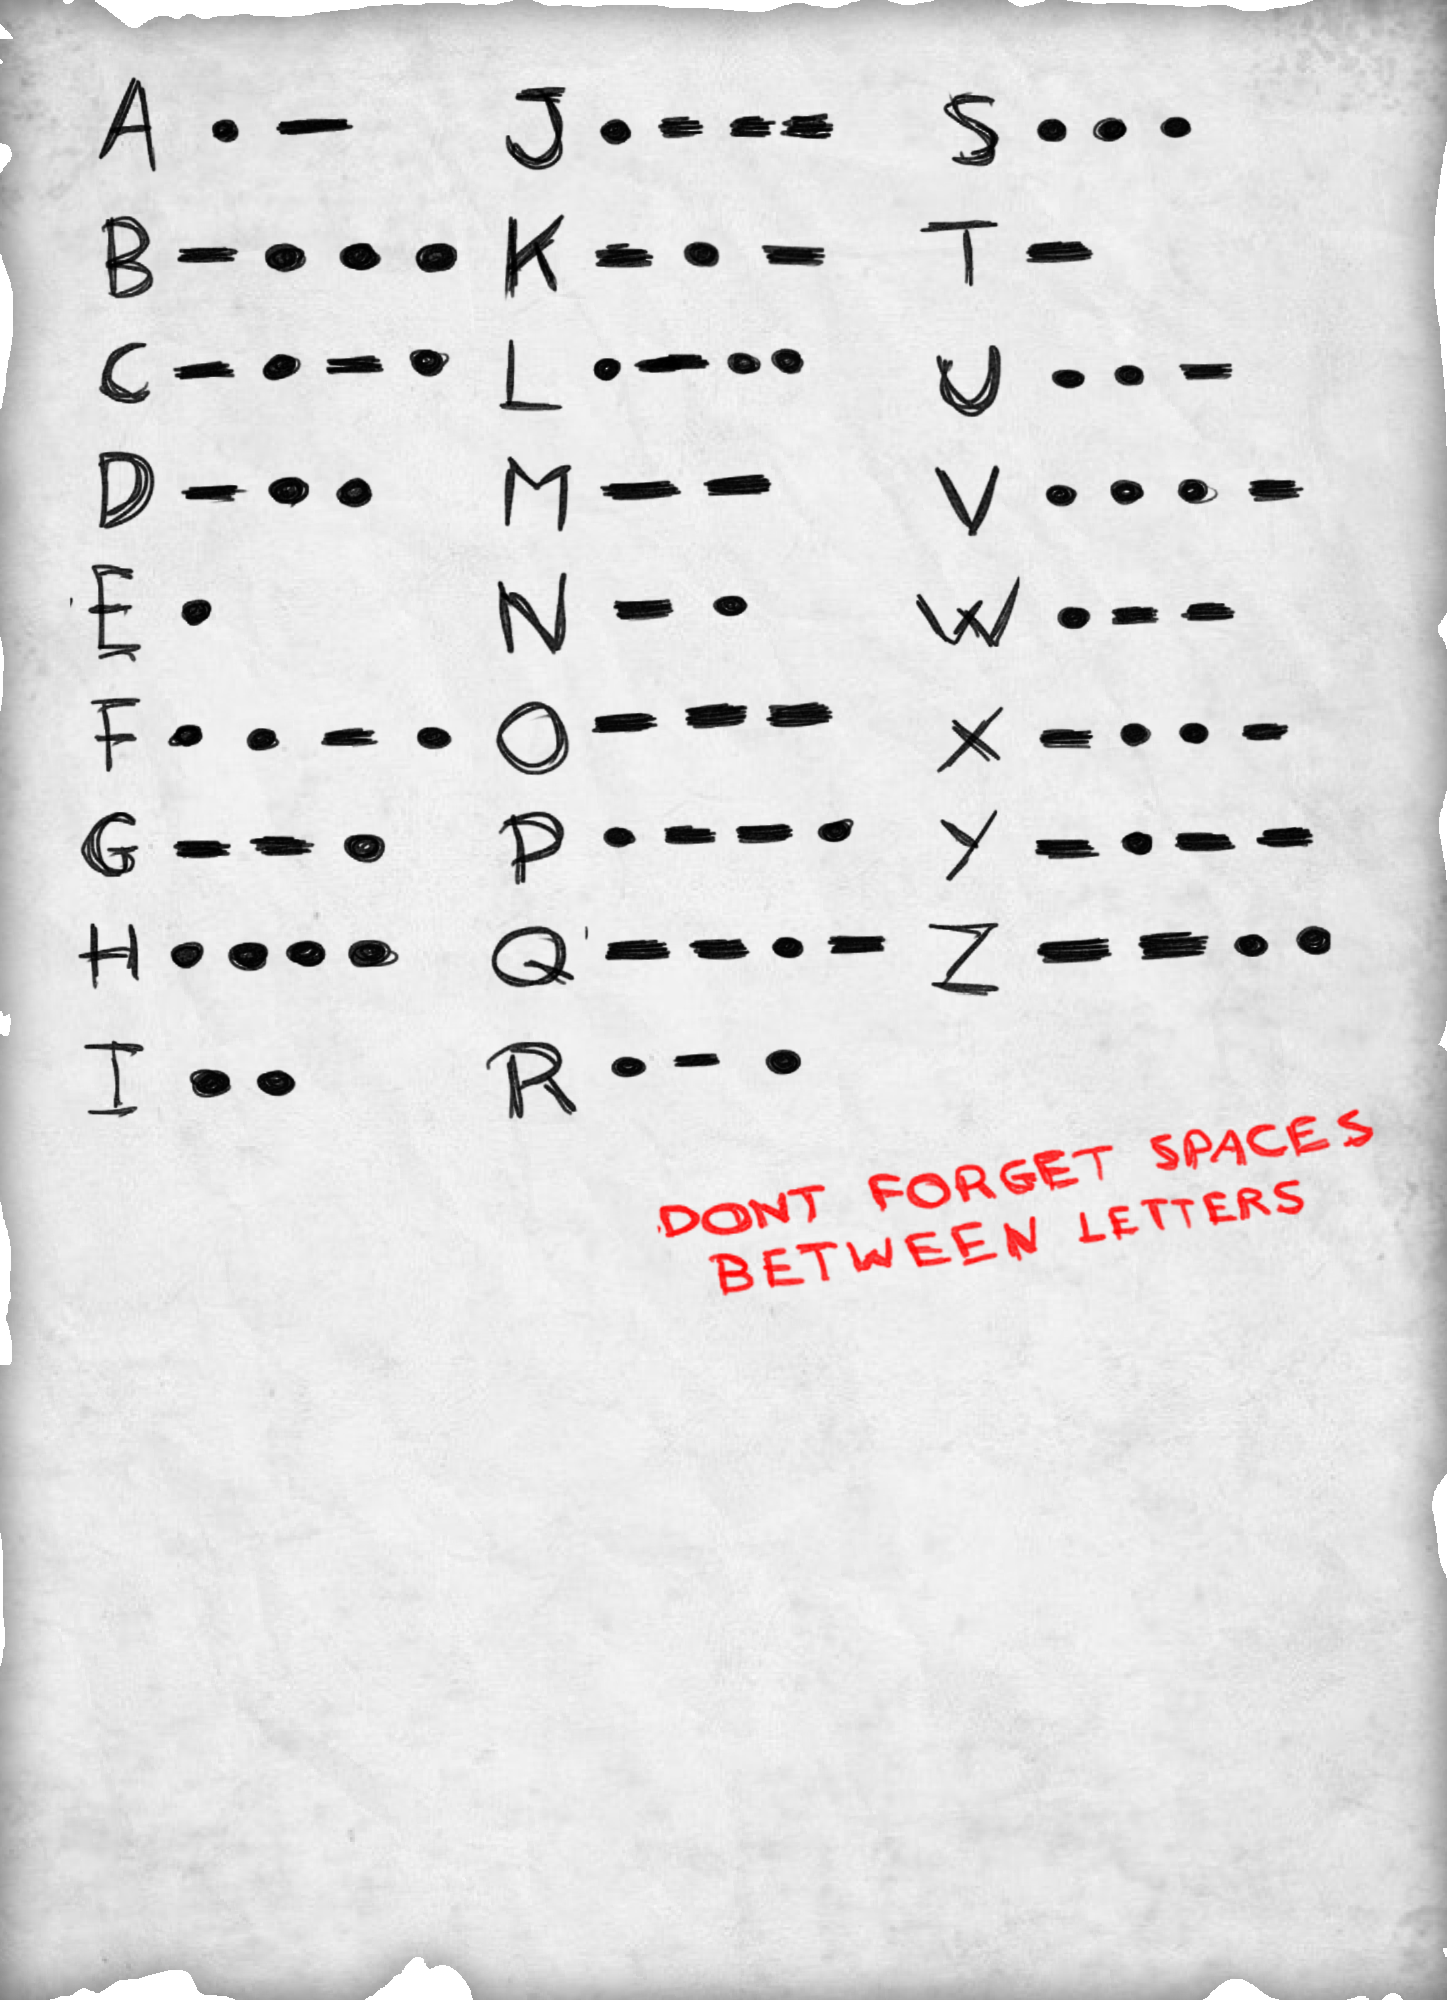 A • — J • — — — S • • •
B — • • • K — • — T —
C — • — • L • — • • U • • —
D — • • M — — V • • • —
E • N — • W • — —
F • • — • O — — — X — • • —
G — — • P • — — • Y — • — —
H • • • • Q — — • — Z — — • •
I • • R • — •
DONT FORGET SPACES
BETWEEN LETTERS